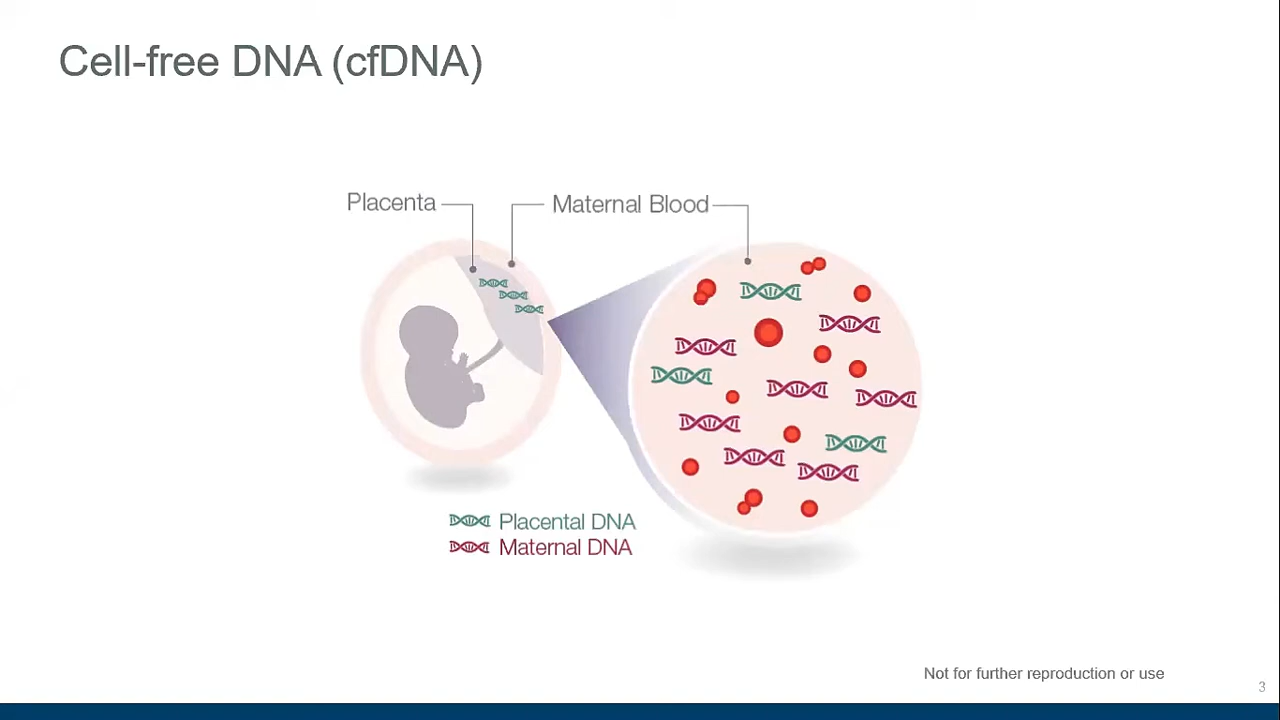 Cell-free DNA (cfDNA)
Placenta
Maternal Blood
Placental DNA
Maternal DNA
Not for further reproduction or use
3